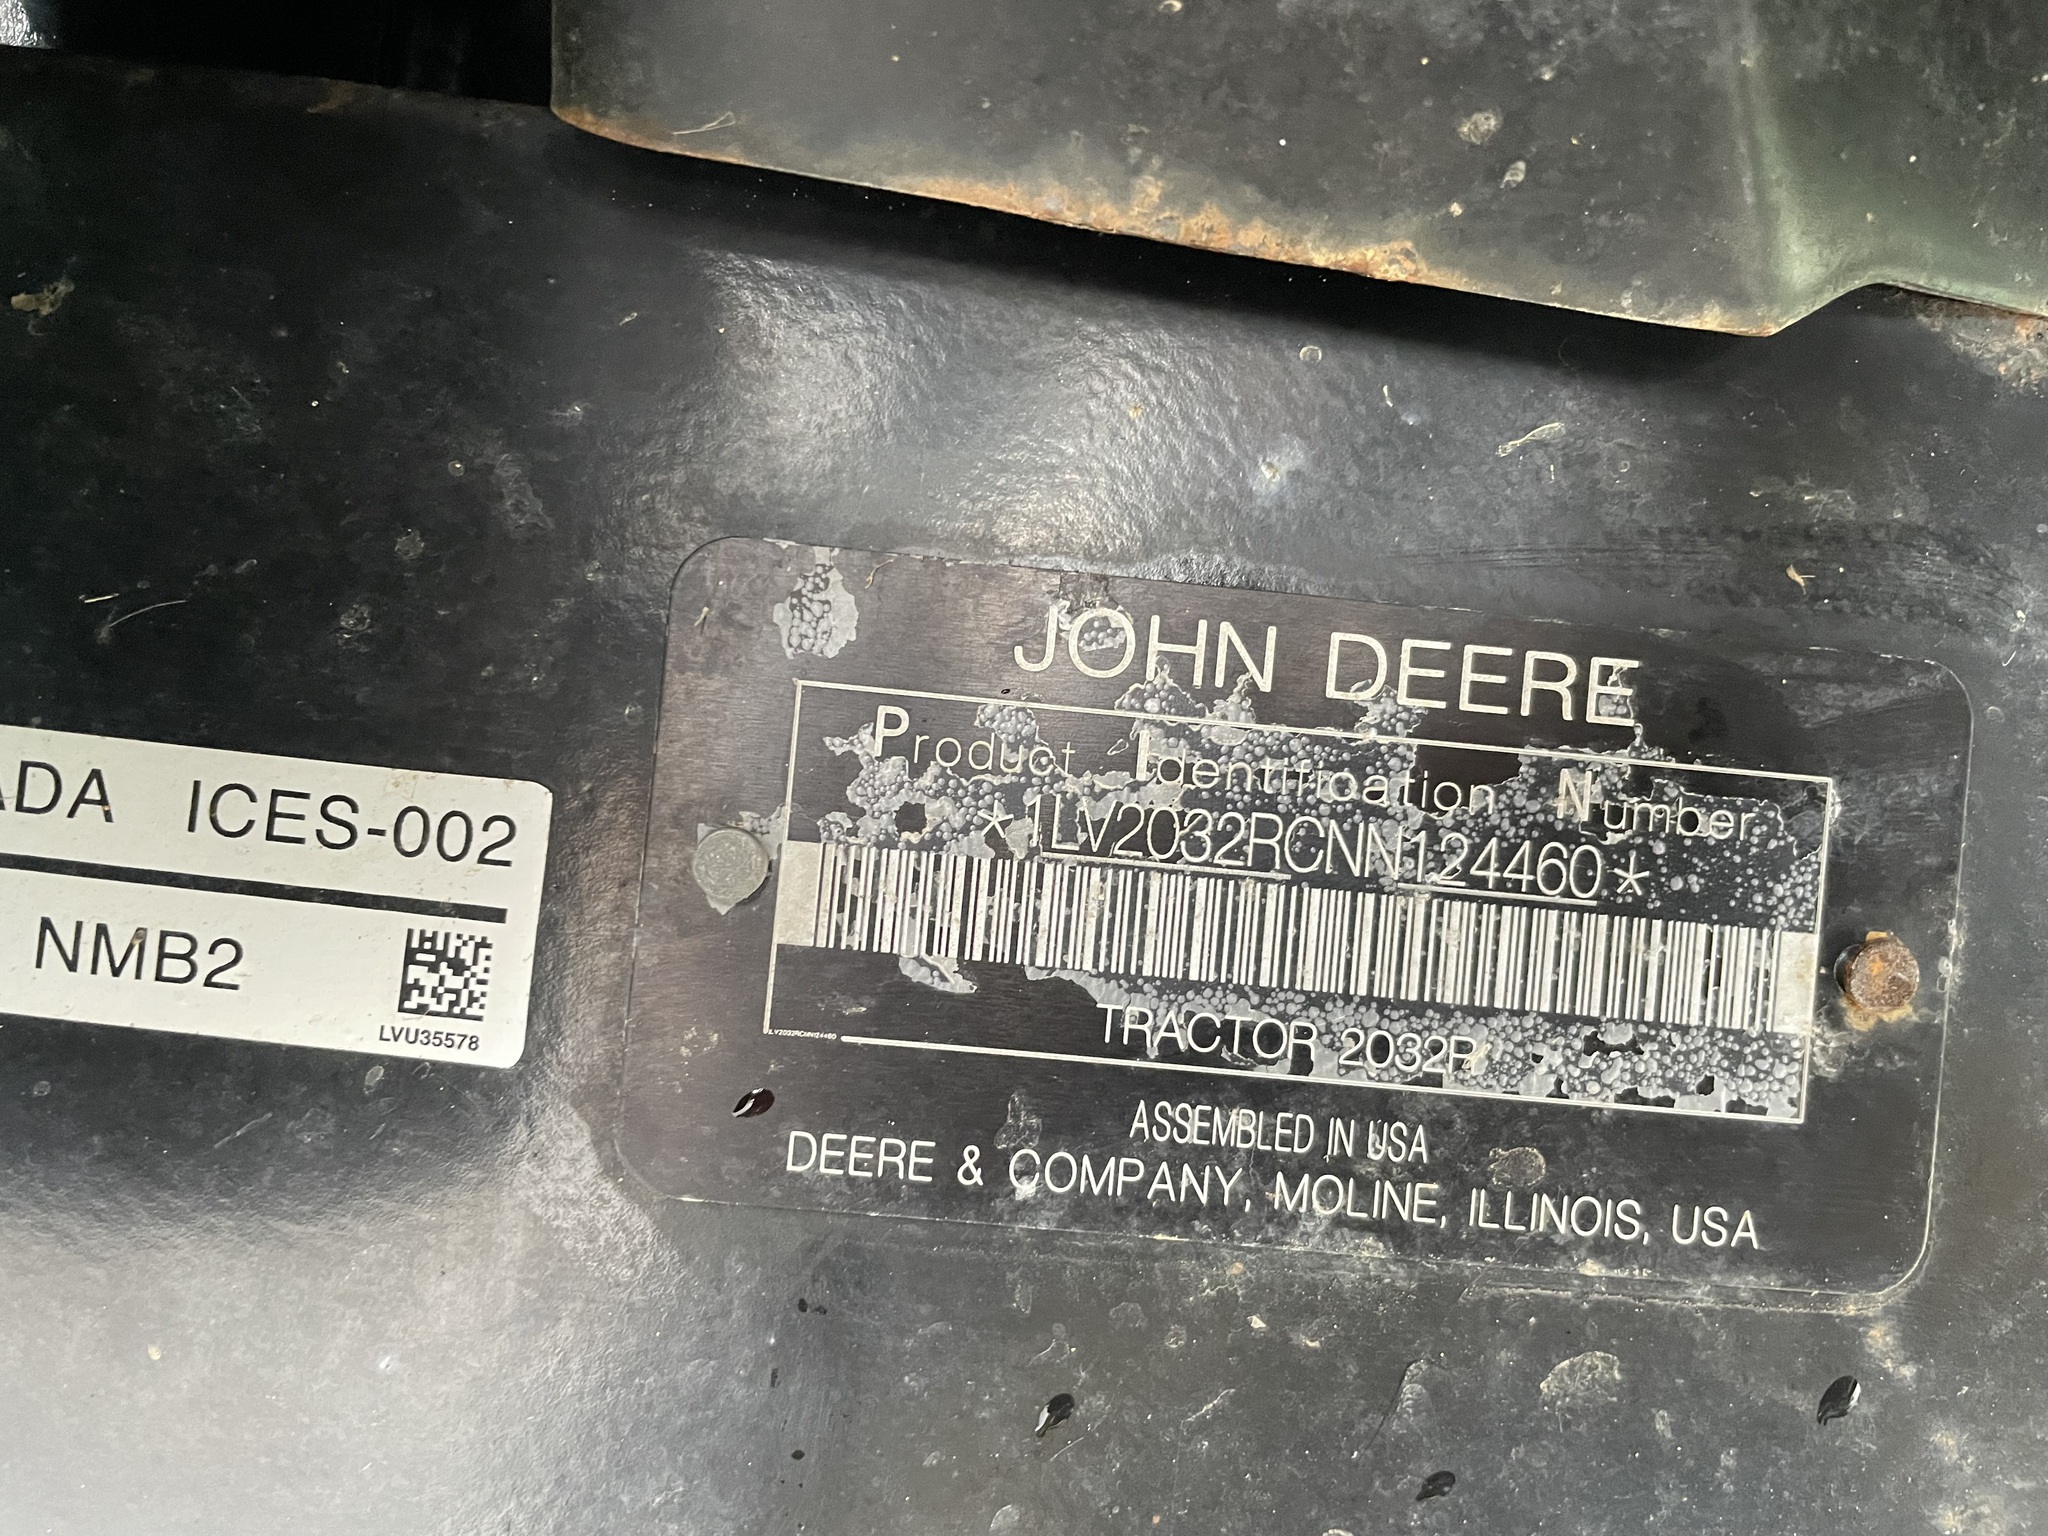 ADA ICES-002
NMB2
LVU35578
JOHN DEERE
Product Identification Number
*1LV2032RCNN124460*
TRACTOR 2032R
1LV2032RCNN124460
ASSEMBLED IN USA
DEERE & COMPANY, MOLINE, ILLINOIS, USA